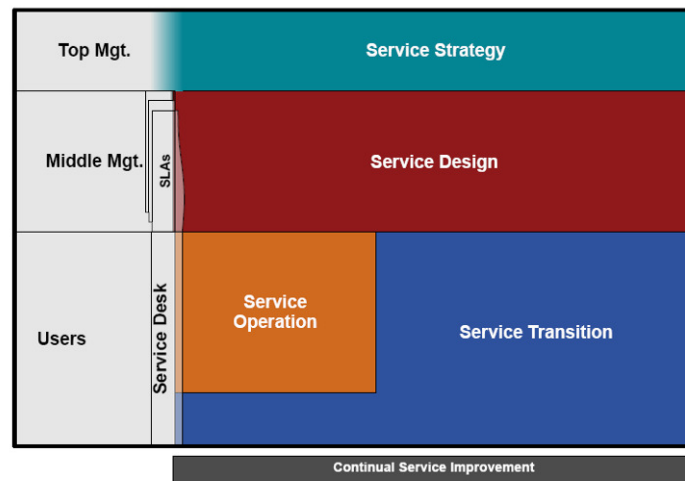 Top Mgt.
Service Strategy
Middle Mgt.
SLAs
Service Design
Users
Service Desk
Service
Operation
Service Transition
Continual Service Improvement